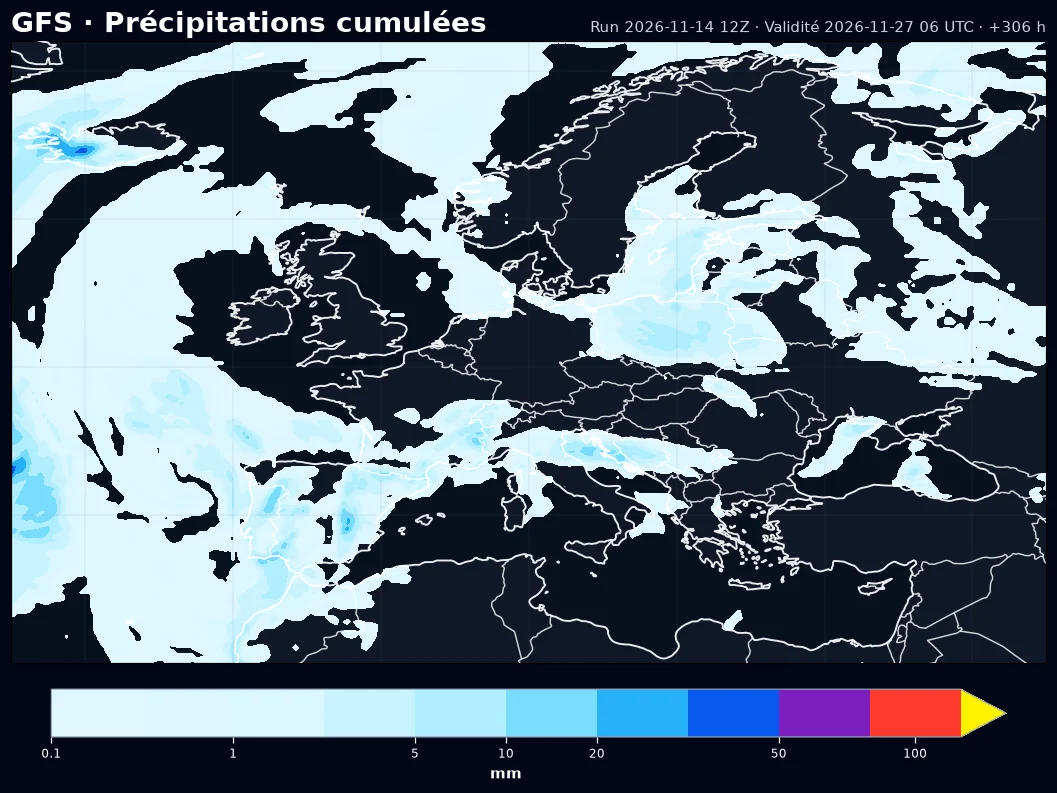 GFS · Précipitations cumulées
Run 2026-11-14 12Z · Validité 2026-11-27 06 UTC · +306 h
0.1 1 5 10 20 50 100
mm